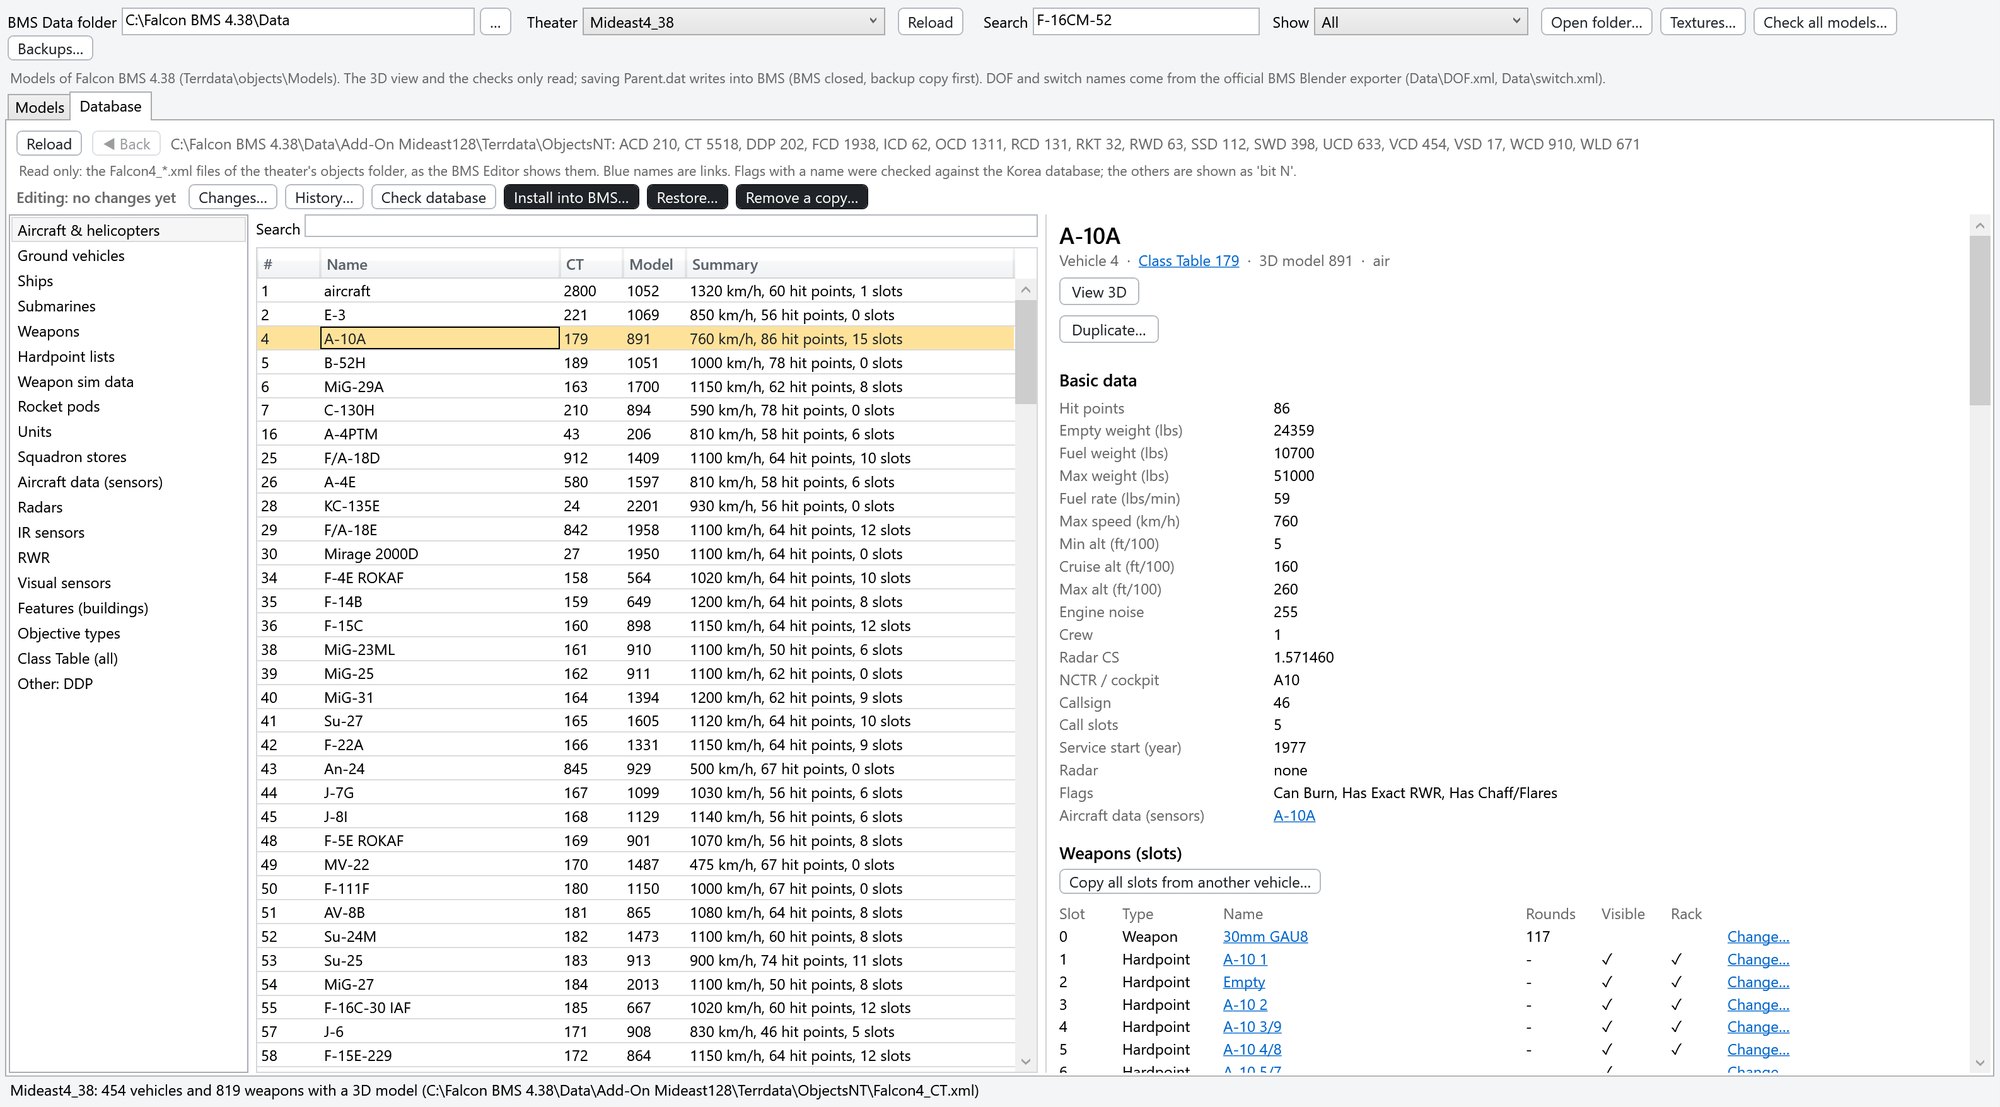 BMS Data folder C:\Falcon BMS 4.38\Data ... Theater Mideast4_38 Reload Search F-16CM-52 Show All Open folder... Textures... Check all models...
Backups...
Models of Falcon BMS 4.38 (Terrdata\objects\Models). The 3D view and the checks only read; saving Parent.dat writes into BMS (BMS closed, backup copy first). DOF and switch names come from the official BMS Blender exporter (Data\DOF.xml, Data\switch.xml).
Models Database
Reload ◀ Back C:\Falcon BMS 4.38\Data\Add-On Mideast128\Terrdata\ObjectsNT: ACD 210, CT 5518, DDP 202, FCD 1938, ICD 62, OCD 1311, RCD 131, RKT 32, RWD 63, SSD 112, SWD 398, UCD 633, VCD 454, VSD 17, WCD 910, WLD 671
Read only: the Falcon4_*.xml files of the theater's objects folder, as the BMS Editor shows them. Blue names are links. Flags with a name were checked against the Korea database; the others are shown as 'bit N'.
Editing: no changes yet Changes... History... Check database Install into BMS... Restore... Remove a copy...
Aircraft & helicopters
Ground vehicles
Ships
Submarines
Weapons
Hardpoint lists
Weapon sim data
Rocket pods
Units
Squadron stores
Aircraft data (sensors)
Radars
IR sensors
RWR
Visual sensors
Features (buildings)
Objective types
Class Table (all)
Other: DDP
Search
# Name CT Model Summary
1 aircraft 2800 1052 1320 km/h, 60 hit points, 1 slots
2 E-3 221 1069 850 km/h, 56 hit points, 0 slots
4 A-10A 179 891 760 km/h, 86 hit points, 15 slots
5 B-52H 189 1051 1000 km/h, 78 hit points, 0 slots
6 MiG-29A 163 1700 1150 km/h, 62 hit points, 8 slots
7 C-130H 210 894 590 km/h, 78 hit points, 0 slots
16 A-4PTM 43 206 810 km/h, 58 hit points, 6 slots
25 F/A-18D 912 1409 1100 km/h, 64 hit points, 10 slots
26 A-4E 580 1597 810 km/h, 58 hit points, 6 slots
28 KC-135E 24 2201 930 km/h, 56 hit points, 0 slots
29 F/A-18E 842 1958 1100 km/h, 64 hit points, 12 slots
30 Mirage 2000D 27 1950 1100 km/h, 64 hit points, 0 slots
34 F-4E ROKAF 158 564 1020 km/h, 64 hit points, 10 slots
35 F-14B 159 649 1200 km/h, 64 hit points, 8 slots
36 F-15C 160 898 1150 km/h, 64 hit points, 12 slots
38 MiG-23ML 161 910 1100 km/h, 50 hit points, 6 slots
39 MiG-25 162 911 1100 km/h, 62 hit points, 0 slots
40 MiG-31 164 1394 1200 km/h, 62 hit points, 9 slots
41 Su-27 165 1605 1120 km/h, 64 hit points, 10 slots
42 F-22A 166 1331 1150 km/h, 64 hit points, 9 slots
43 An-24 845 929 500 km/h, 67 hit points, 0 slots
44 J-7G 167 1099 1030 km/h, 56 hit points, 6 slots
45 J-8I 168 1129 1140 km/h, 56 hit points, 6 slots
48 F-5E ROKAF 169 901 1070 km/h, 56 hit points, 8 slots
49 MV-22 170 1487 475 km/h, 67 hit points, 0 slots
50 F-111F 180 1150 1000 km/h, 67 hit points, 0 slots
51 AV-8B 181 865 1080 km/h, 64 hit points, 8 slots
52 Su-24M 182 1473 1100 km/h, 60 hit points, 8 slots
53 Su-25 183 913 900 km/h, 74 hit points, 11 slots
54 MiG-27 184 2013 1100 km/h, 50 hit points, 8 slots
55 F-16C-30 IAF 185 667 1020 km/h, 60 hit points, 12 slots
57 J-6 171 908 830 km/h, 46 hit points, 5 slots
58 F-15E-229 172 864 1150 km/h, 64 hit points, 12 slots
A-10A
Vehicle 4 · Class Table 179 · 3D model 891 · air
View 3D
Duplicate...
Basic data
Hit points 86
Empty weight (lbs) 24359
Fuel weight (lbs) 10700
Max weight (lbs) 51000
Fuel rate (lbs/min) 59
Max speed (km/h) 760
Min alt (ft/100) 5
Cruise alt (ft/100) 160
Max alt (ft/100) 260
Engine noise 255
Crew 1
Radar CS 1.571460
NCTR / cockpit A10
Callsign 46
Call slots 5
Service start (year) 1977
Radar none
Flags Can Burn, Has Exact RWR, Has Chaff/Flares
Aircraft data (sensors) A-10A
Weapons (slots)
Copy all slots from another vehicle...
Slot Type Name Rounds Visible Rack
0 Weapon 30mm GAU8 117 Change...
1 Hardpoint A-10 1 - ✓ ✓ Change...
2 Hardpoint Empty - ✓ ✓ Change...
3 Hardpoint A-10 2 - ✓ ✓ Change...
4 Hardpoint A-10 3/9 - ✓ ✓ Change...
5 Hardpoint A-10 4/8 - ✓ ✓ Change...
6 Hardpoint A-10 5/7 - ✓ ✓ Change...
Mideast4_38: 454 vehicles and 819 weapons with a 3D model (C:\Falcon BMS 4.38\Data\Add-On Mideast128\Terrdata\ObjectsNT\Falcon4_CT.xml)